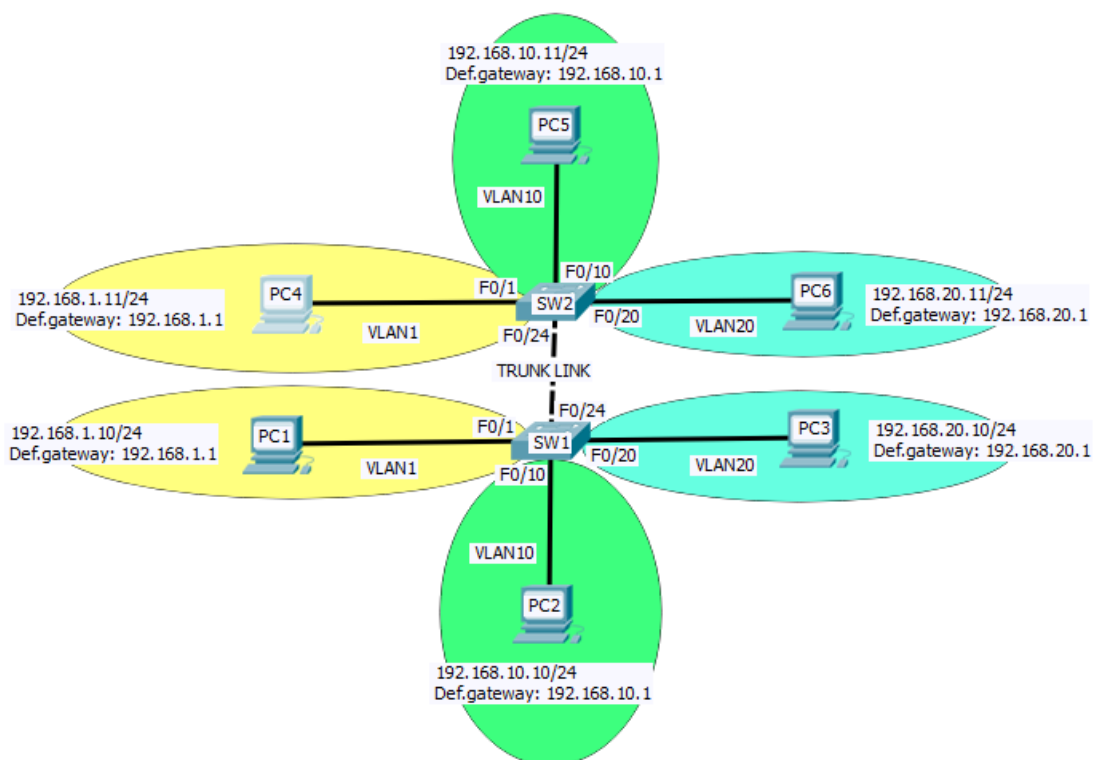 192.168.10.11/24
Def.gateway: 192.168.10.1
PC5
VLAN10
F0/10
F0/1
PC4
SW2
PC6
192.168.1.11/24
Def.gateway: 192.168.1.1
192.168.20.11/24
Def.gateway: 192.168.20.1
VLAN1
F0/24
F0/20
VLAN20
TRUNK LINK
F0/24
F0/1
PC1
SW1
PC3
192.168.1.10/24
Def.gateway: 192.168.1.1
192.168.20.10/24
Def.gateway: 192.168.20.1
VLAN1
F0/10
F0/20
VLAN20
VLAN10
PC2
192.168.10.10/24
Def.gateway: 192.168.10.1